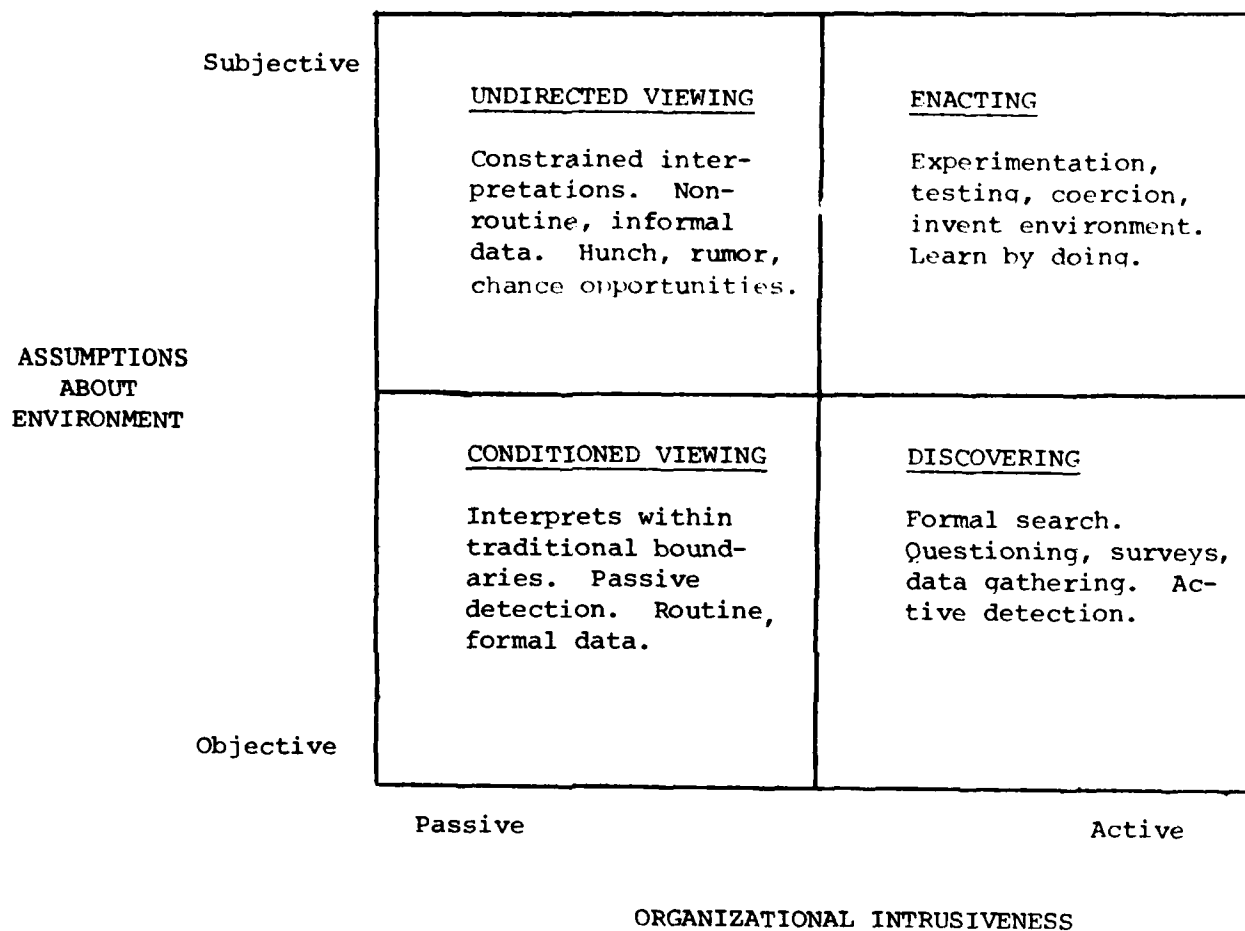 Subjective
UNDIRECTED VIEWING
Constrained inter-
pretations. Non-
routine, informal
data. Hunch, rumor,
chance opportunities.
ENACTING
Experimentation,
testing, coercion,
invent environment.
Learn by doing.
ASSUMPTIONS
ABOUT
ENVIRONMENT
CONDITIONED VIEWING
Interprets within
traditional bound-
aries. Passive
detection. Routine,
formal data.
DISCOVERING
Formal search.
Questioning, surveys,
data gathering. Ac-
tive detection.
Objective
Passive
Active
ORGANIZATIONAL INTRUSIVENESS